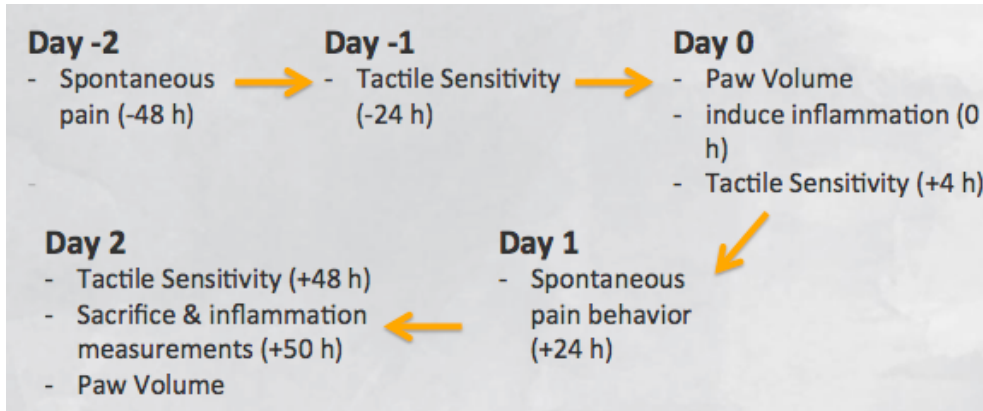 Day -2
- Spontaneous
pain (-48 h)
-
Day -1
- Tactile Sensitivity
(-24 h)
Day 0
- Paw Volume
- induce inflammation (0
h)
- Tactile Sensitivity (+4 h)
Day 1
- Spontaneous
pain behavior
(+24 h)
Day 2
- Tactile Sensitivity (+48 h)
- Sacrifice & inflammation
measurements (+50 h)
- Paw Volume